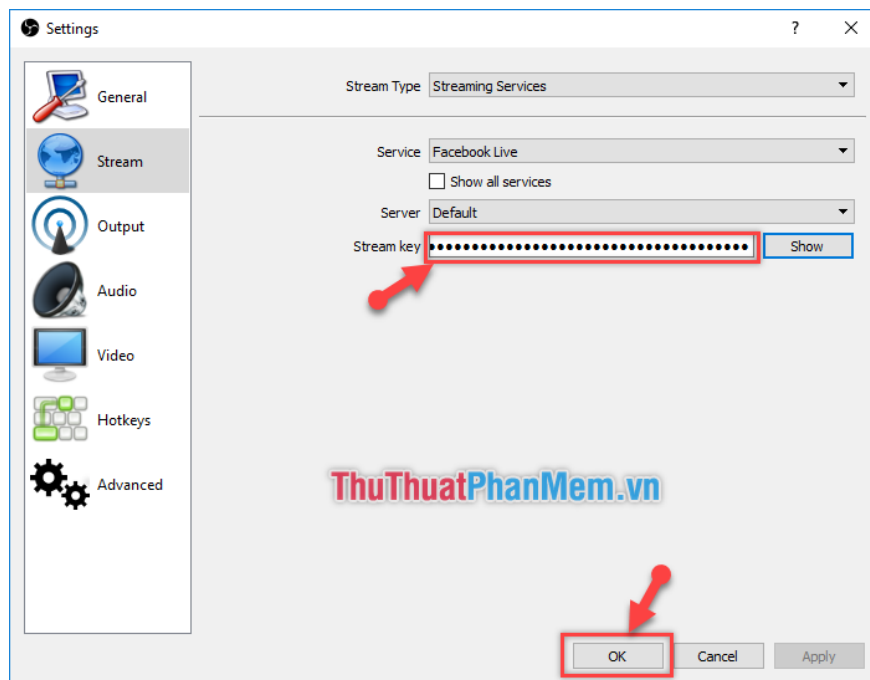 Settings
?
General
Stream
Output
Audio
Video
Hotkeys
Advanced
Stream Type Streaming Services
Service Facebook Live
Show all services
Server Default
Stream key ●●●●●●●●●●●●●●●●●●●●●●●●●●●●●●●●●●●●● Show
ThuThuatPhanMem.vn
OK Cancel Apply